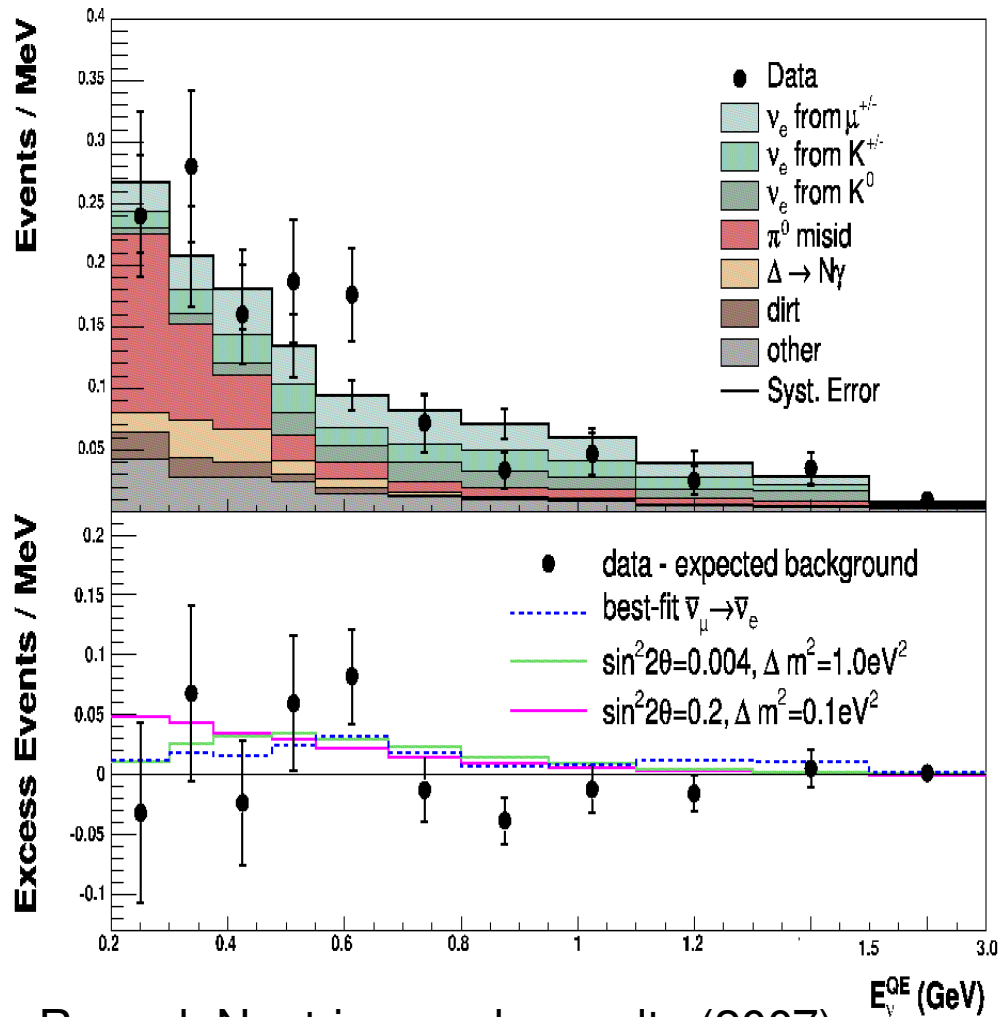 Events / MeV
0.4
0.35
0.3
0.25
0.2
0.15
0.1
0.05
Data
νe from μ+/-
νe from K+/-
νe from K0
π0 misid
Δ → Nγ
dirt
other
Syst. Error
Excess Events / MeV
0.2
0.15
0.1
0.05
0
-0.05
-0.1
data - expected background
best-fit ν̅μ→ν̅e
sin²2θ=0.004, Δ m²=1.0eV²
sin²2θ=0.2, Δ m²=0.1eV²
0.2 0.4 0.6 0.8 1 1.2 1.5 3.0
EνQE (GeV)
(2007)